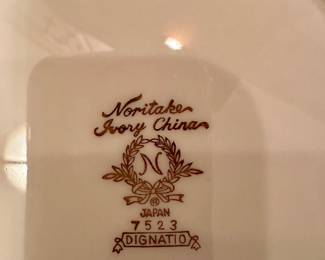 Noritake
Ivory China
N
®
JAPAN
7523
DIGNATIO